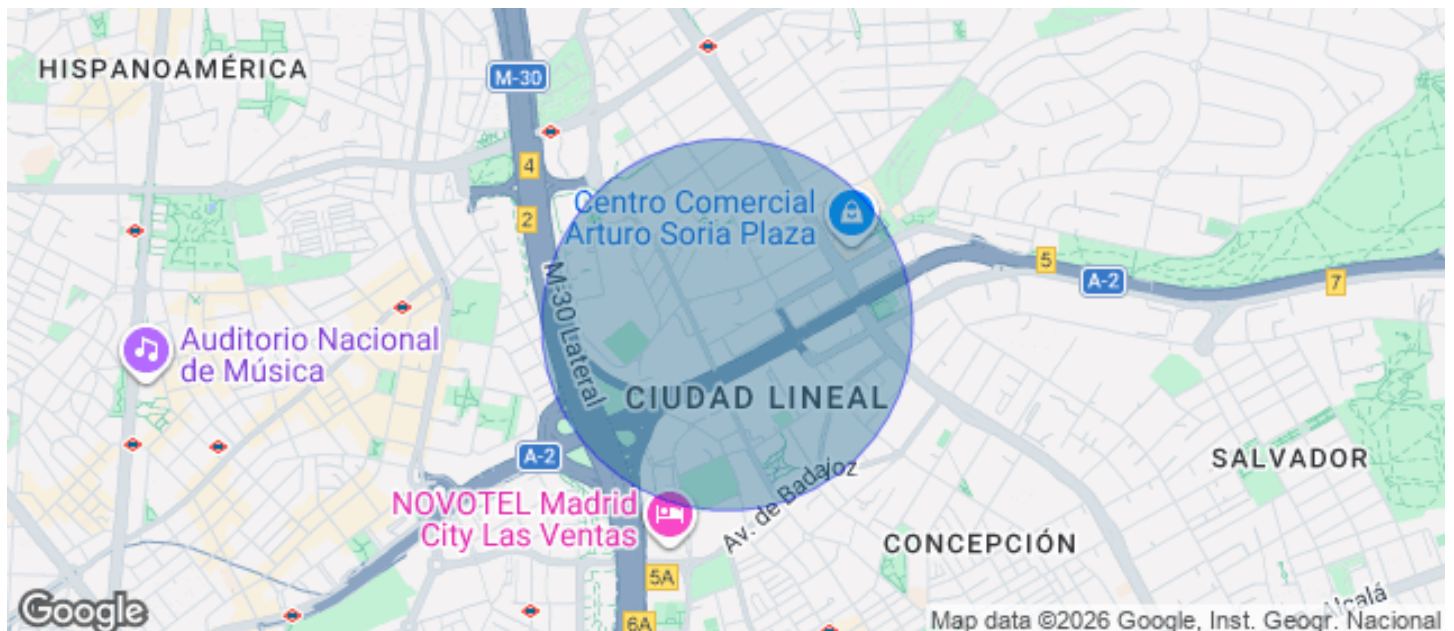 HISPANOAMÉRICA
M-30
4
2
Centro Comercial
Arturo Soria Plaza
5
A-2
7
M-30 Lateral
Auditorio Nacional
de Música
CIUDAD LINEAL
A-2
SALVADOR
Av. de Badajoz
NOVOTEL Madrid
City Las Ventas
CONCEPCIÓN
5A
6A
Google
Map data ©2026 Google, Inst. Geogr. Nacional